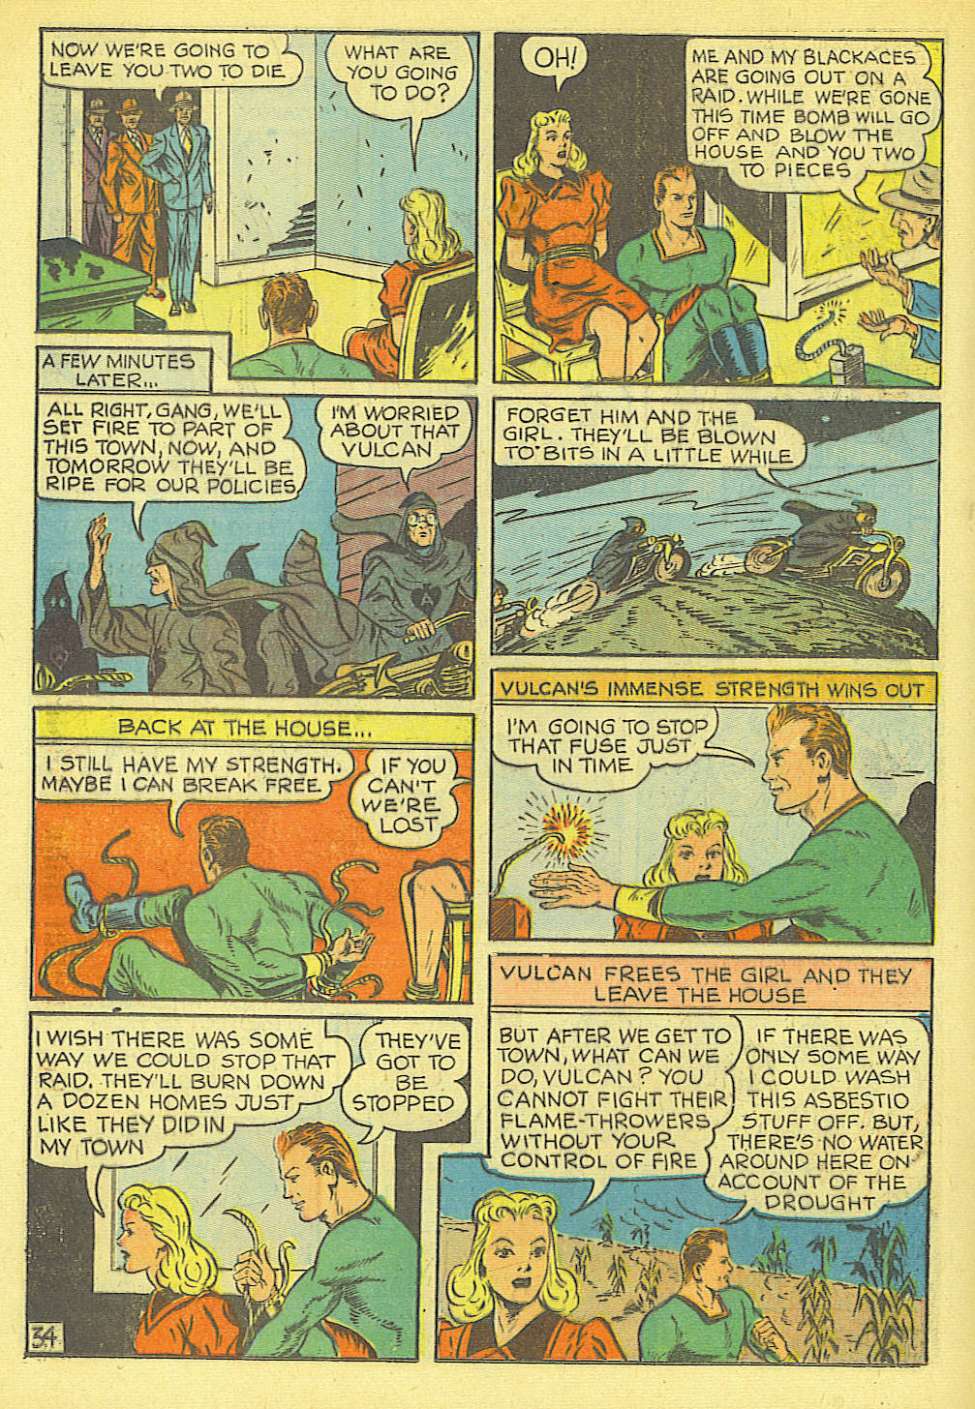 NOW WE'RE GOING TO
LEAVE YOU TWO TO DIE
WHAT ARE
YOU GOING
TO DO?
OH!
ME AND MY BLACKACES
ARE GOING OUT ON A
RAID. WHILE WE'RE GONE
THIS TIME BOMB WILL GO
OFF AND BLOW THE
HOUSE AND YOU TWO
TO PIECES
A FEW MINUTES
LATER...
ALL RIGHT, GANG, WE'LL
SET FIRE TO PART OF
THIS TOWN, NOW, AND
TOMORROW THEY'LL BE
RIPE FOR OUR POLICIES
I'M WORRIED
ABOUT THAT
VULCAN
A
FORGET HIM AND THE
GIRL. THEY'LL BE BLOWN
TO BITS IN A LITTLE WHILE
BACK AT THE HOUSE...
I STILL HAVE MY STRENGTH.
MAYBE I CAN BREAK FREE
IF YOU
CAN'T
WE'RE
LOST
VULCAN'S IMMENSE STRENGTH WINS OUT
I'M GOING TO STOP
THAT FUSE JUST
IN TIME
I WISH THERE WAS SOME
WAY WE COULD STOP THAT
RAID. THEY'LL BURN DOWN
A DOZEN HOMES JUST
LIKE THEY DID IN
MY TOWN
THEY'VE
GOT TO
BE
STOPPED
34
VULCAN FREES THE GIRL AND THEY
LEAVE THE HOUSE
BUT AFTER WE GET TO
TOWN, WHAT CAN WE
DO, VULCAN? YOU
CANNOT FIGHT THEIR
FLAME-THROWERS
WITHOUT YOUR
CONTROL OF FIRE
IF THERE WAS
ONLY SOME WAY
I COULD WASH
THIS ASBESTIO
STUFF OFF. BUT,
THERE'S NO WATER
AROUND HERE ON
ACCOUNT OF THE
DROUGHT